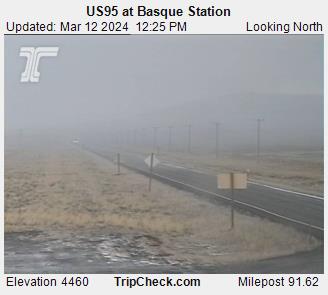 US95 at Basque Station
Updated: Mar 12 2024 12:25 PM Looking North
Elevation 4460 TripCheck.com Milepost 91.62